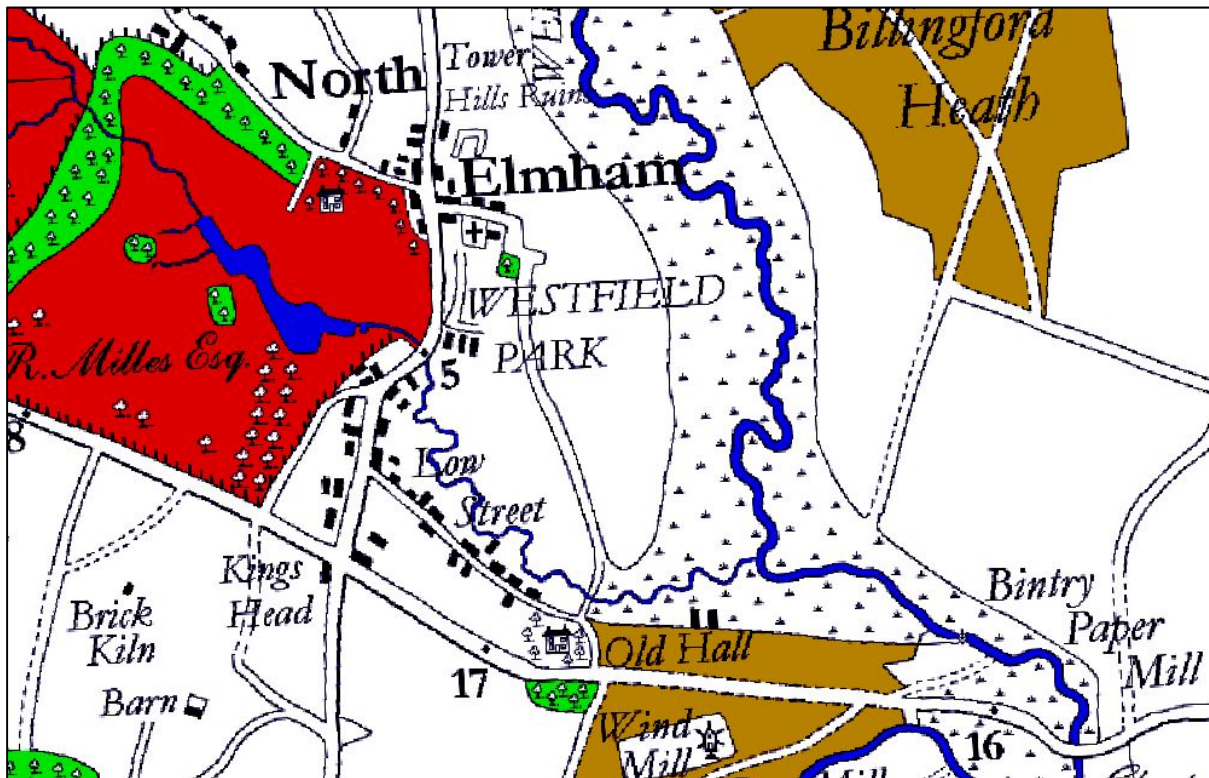 Billingford
Heath
North
Tower
Hills Ruins
Elmham
WESTFIELD
PARK
R. Milles Esq.
5
8
Low
Street
Kings
Head
Brick
Kiln
Bintry
Paper
Mill
Old Hall
17
Barn
Wind
Mill
16
Mill